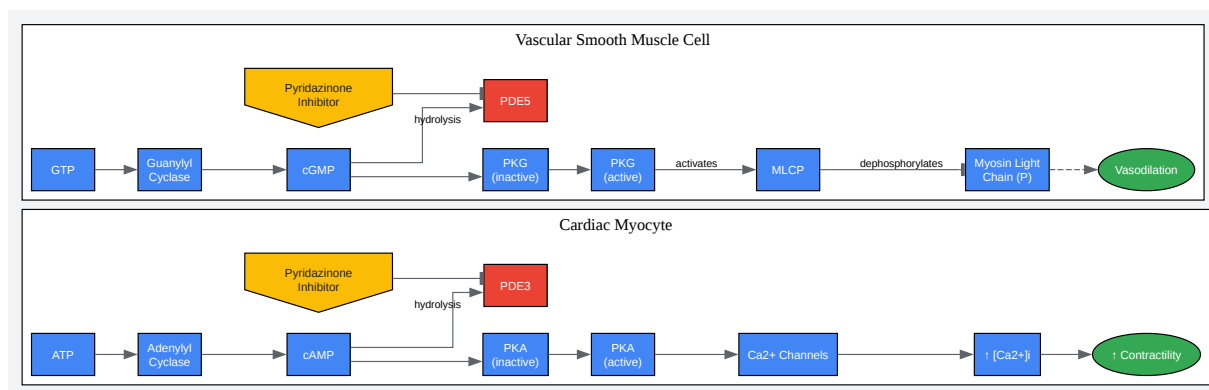 Vascular Smooth Muscle Cell
Pyridazinone
Inhibitor
PDE5
hydrolysis
GTP
Guanylyl
Cyclase
cGMP
PKG
(inactive)
PKG
(active)
activates
MLCP
dephosphorylates
Myosin Light
Chain (P)
Vasodilation
Cardiac Myocyte
Pyridazinone
Inhibitor
PDE3
hydrolysis
ATP
Adenylyl
Cyclase
cAMP
PKA
(inactive)
PKA
(active)
Ca2+ Channels
↑ [Ca2+]i
↑ Contractility